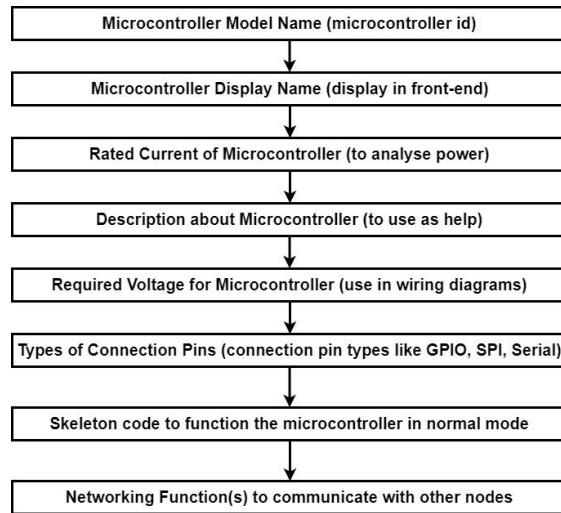 Microcontroller Model Name (microcontroller id)
Microcontroller Display Name (display in front-end)
Rated Current of Microcontroller (to analyse power)
Description about Microcontroller (to use as help)
Required Voltage for Microcontroller (use in wiring diagrams)
Types of Connection Pins (connection pin types like GPIO, SPI, Serial)
Skeleton code to function the microcontroller in normal mode
Networking Function(s) to communicate with other nodes